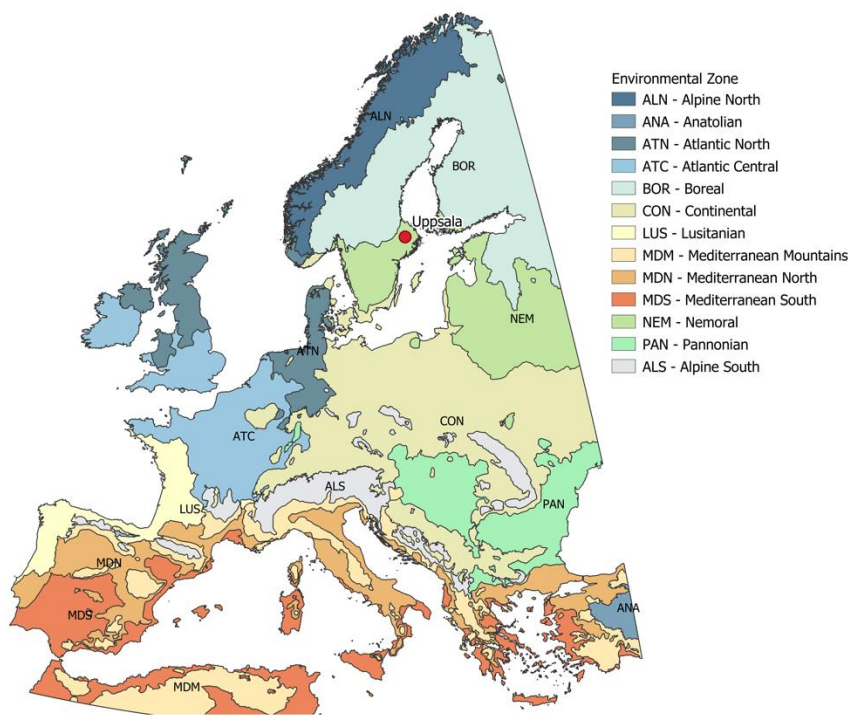 Environmental Zone
ALN - Alpine North
ANA - Anatolian
ATN - Atlantic North
ATC - Atlantic Central
BOR - Boreal
CON - Continental
LUS - Lusitanian
MDM - Mediterranean Mountains
MDN - Mediterranean North
MDS - Mediterranean South
NEM - Nemoral
PAN - Pannonian
ALS - Alpine South
ALN
BOR
Uppsala
NEM
ATN
CON
ATC
ALS
PAN
LUS
MDN
ANA
MDS
MDM